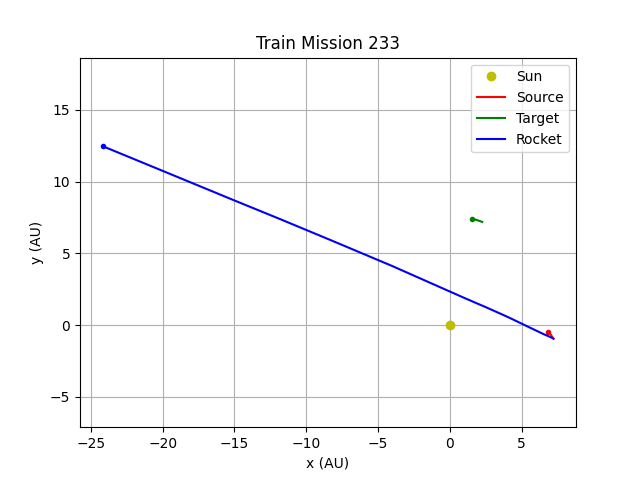 Train Mission 233
Sun
Source
Target
Rocket
15
10
5
0
−5
y (AU)
−25
−20
−15
−10
−5
0
5
x (AU)